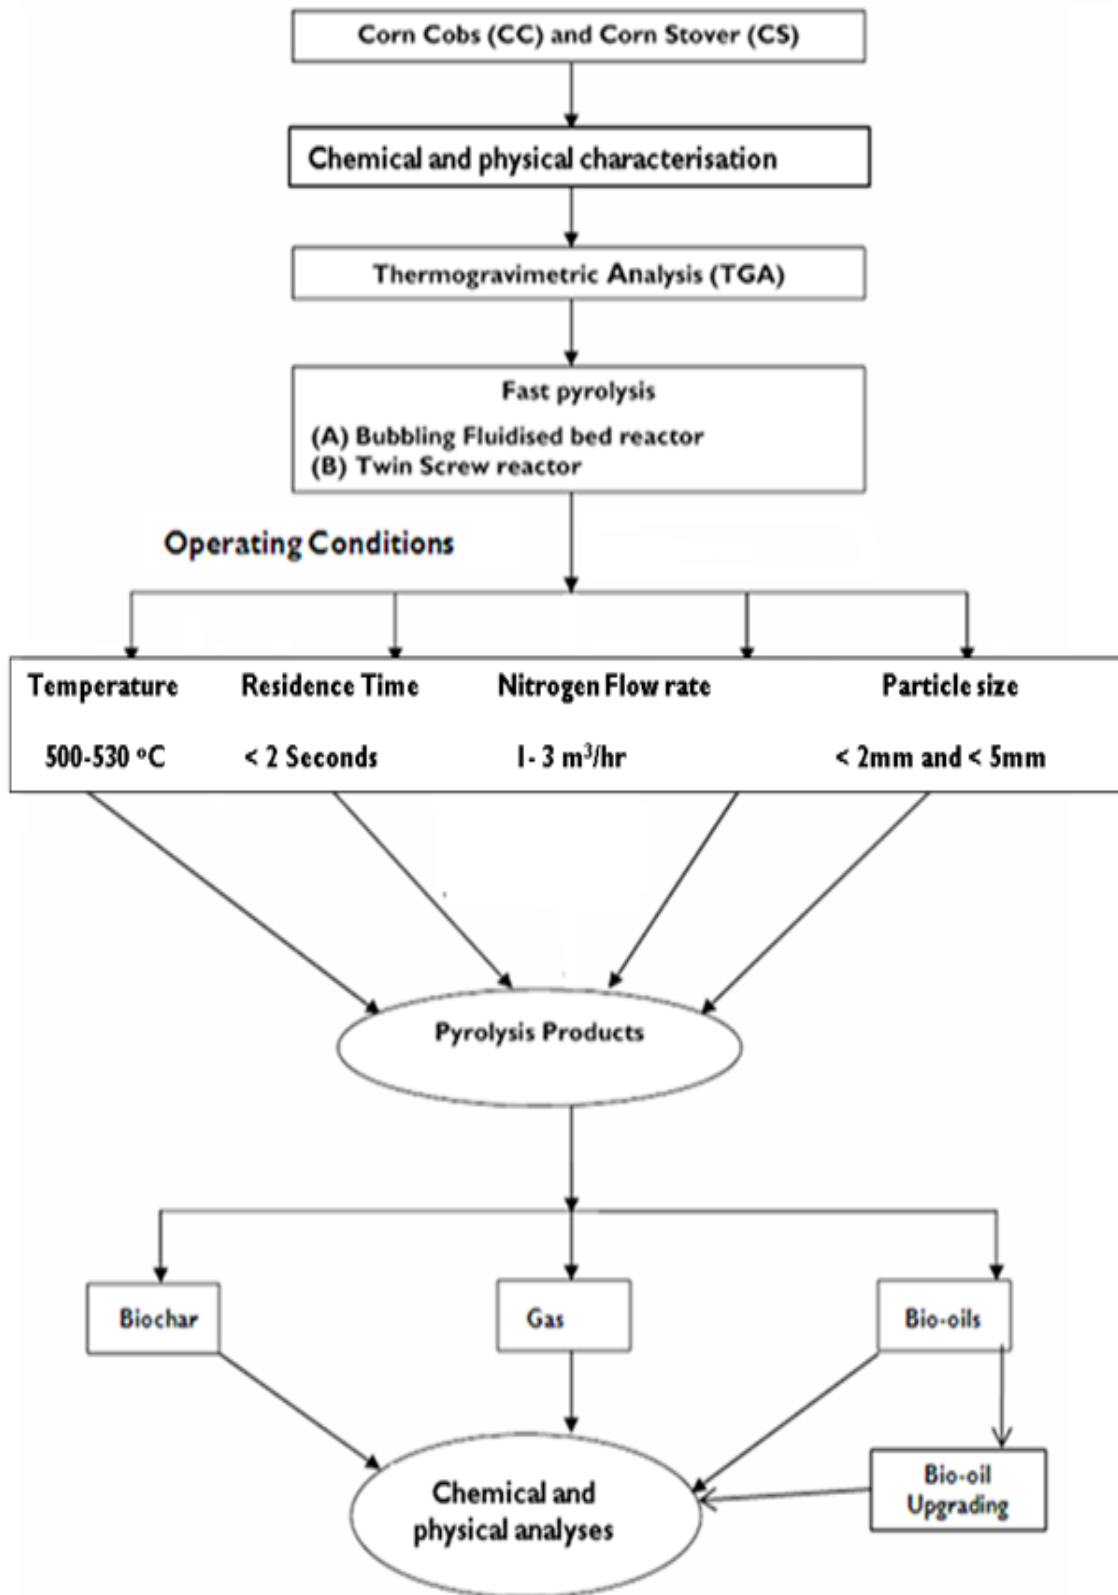 Corn Cobs (CC) and Corn Stover (CS)
Chemical and physical characterisation
Thermogravimetric Analysis (TGA)
Fast pyrolysis
(A) Bubbling Fluidised bed reactor
(B) Twin Screw reactor
Operating Conditions
Temperature Residence Time Nitrogen Flow rate Particle size
500-530 °C < 2 Seconds 1- 3 m³/hr < 2mm and < 5mm
Pyrolysis Products
Biochar Gas Bio-oils
Bio-oil
Upgrading
Chemical and
physical analyses